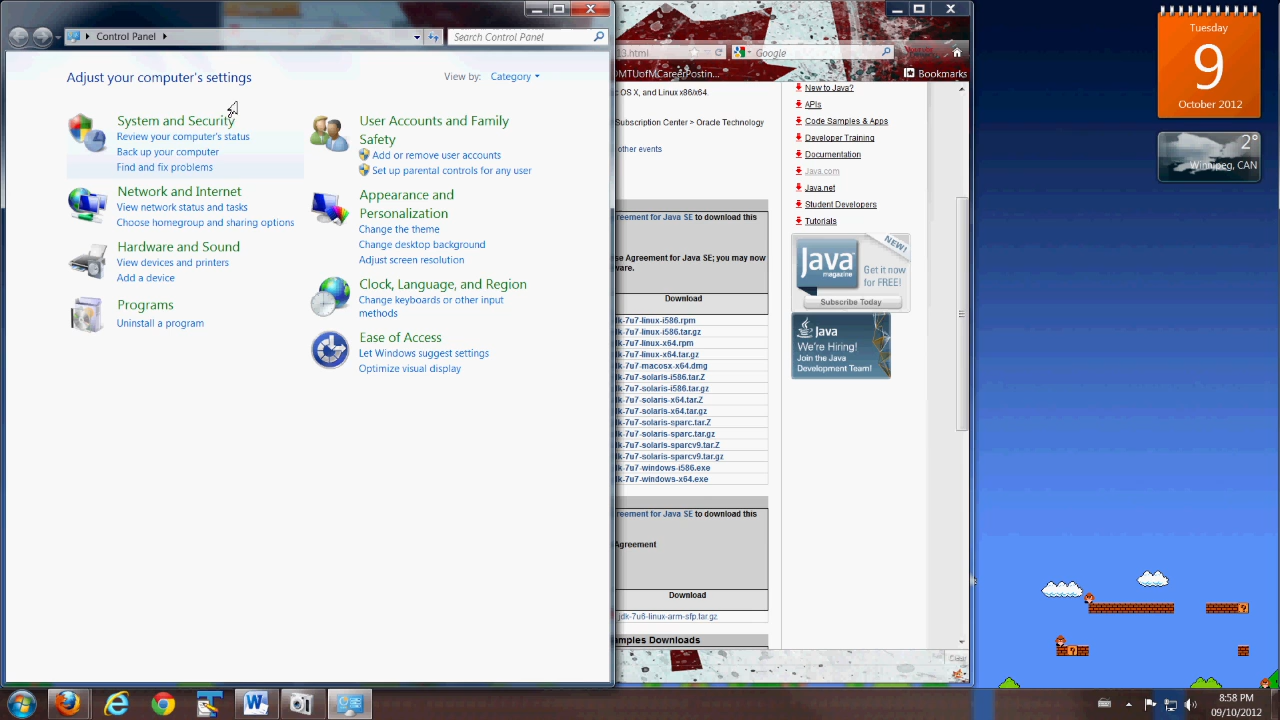 Control Panel
Search Control Panel
Adjust your computer's settings
View by:
Category
System and Security
Review your computer's status
Back up your computer
Find and fix problems
Network and Internet
View network status and tasks
Choose homegroup and sharing options
Hardware and Sound
View devices and printers
Add a device
Programs
Uninstall a program
User Accounts and Family
Safety
Add or remove user accounts
Set up parental controls for any user
Appearance and
Personalization
Change the theme
Change desktop background
Adjust screen resolution
Clock, Language, and Region
Change keyboards or other input
methods
Ease of Access
Let Windows suggest settings
Optimize visual display
13.html
Google
DMTUofMCareerPostin...
Bookmarks
c OS X, and Linux x86/x64.
Subscription Center > Oracle Technology
other events
reement for Java SE to download this
se Agreement for Java SE; you may now
ware.
Download
dk-7u7-linux-i586.rpm
dk-7u7-linux-i586.tar.gz
dk-7u7-linux-x64.rpm
dk-7u7-linux-x64.tar.gz
dk-7u7-macosx-x64.dmg
dk-7u7-solaris-i586.tar.Z
dk-7u7-solaris-i586.tar.gz
dk-7u7-solaris-x64.tar.Z
dk-7u7-solaris-x64.tar.gz
dk-7u7-solaris-sparc.tar.Z
dk-7u7-solaris-sparc.tar.gz
dk-7u7-solaris-sparcv9.tar.Z
dk-7u7-solaris-sparcv9.tar.gz
dk-7u7-windows-i586.exe
dk-7u7-windows-x64.exe
reement for Java SE to download this
Agreement
Download
jdk-7u6-linux-arm-sfp.tar.gz
mples Downloads
New to Java?
APIs
Code Samples & Apps
Developer Training
Documentation
Java.com
Java.net
Student Developers
Tutorials
NEW!
Java
magazine
Get it now
for FREE!
Subscribe Today
Java
We're Hiring!
Join the Java
Development Team!
Clear
Tuesday
9
October 2012
2°
Winnipeg, CAN
8:58 PM
09/10/2012